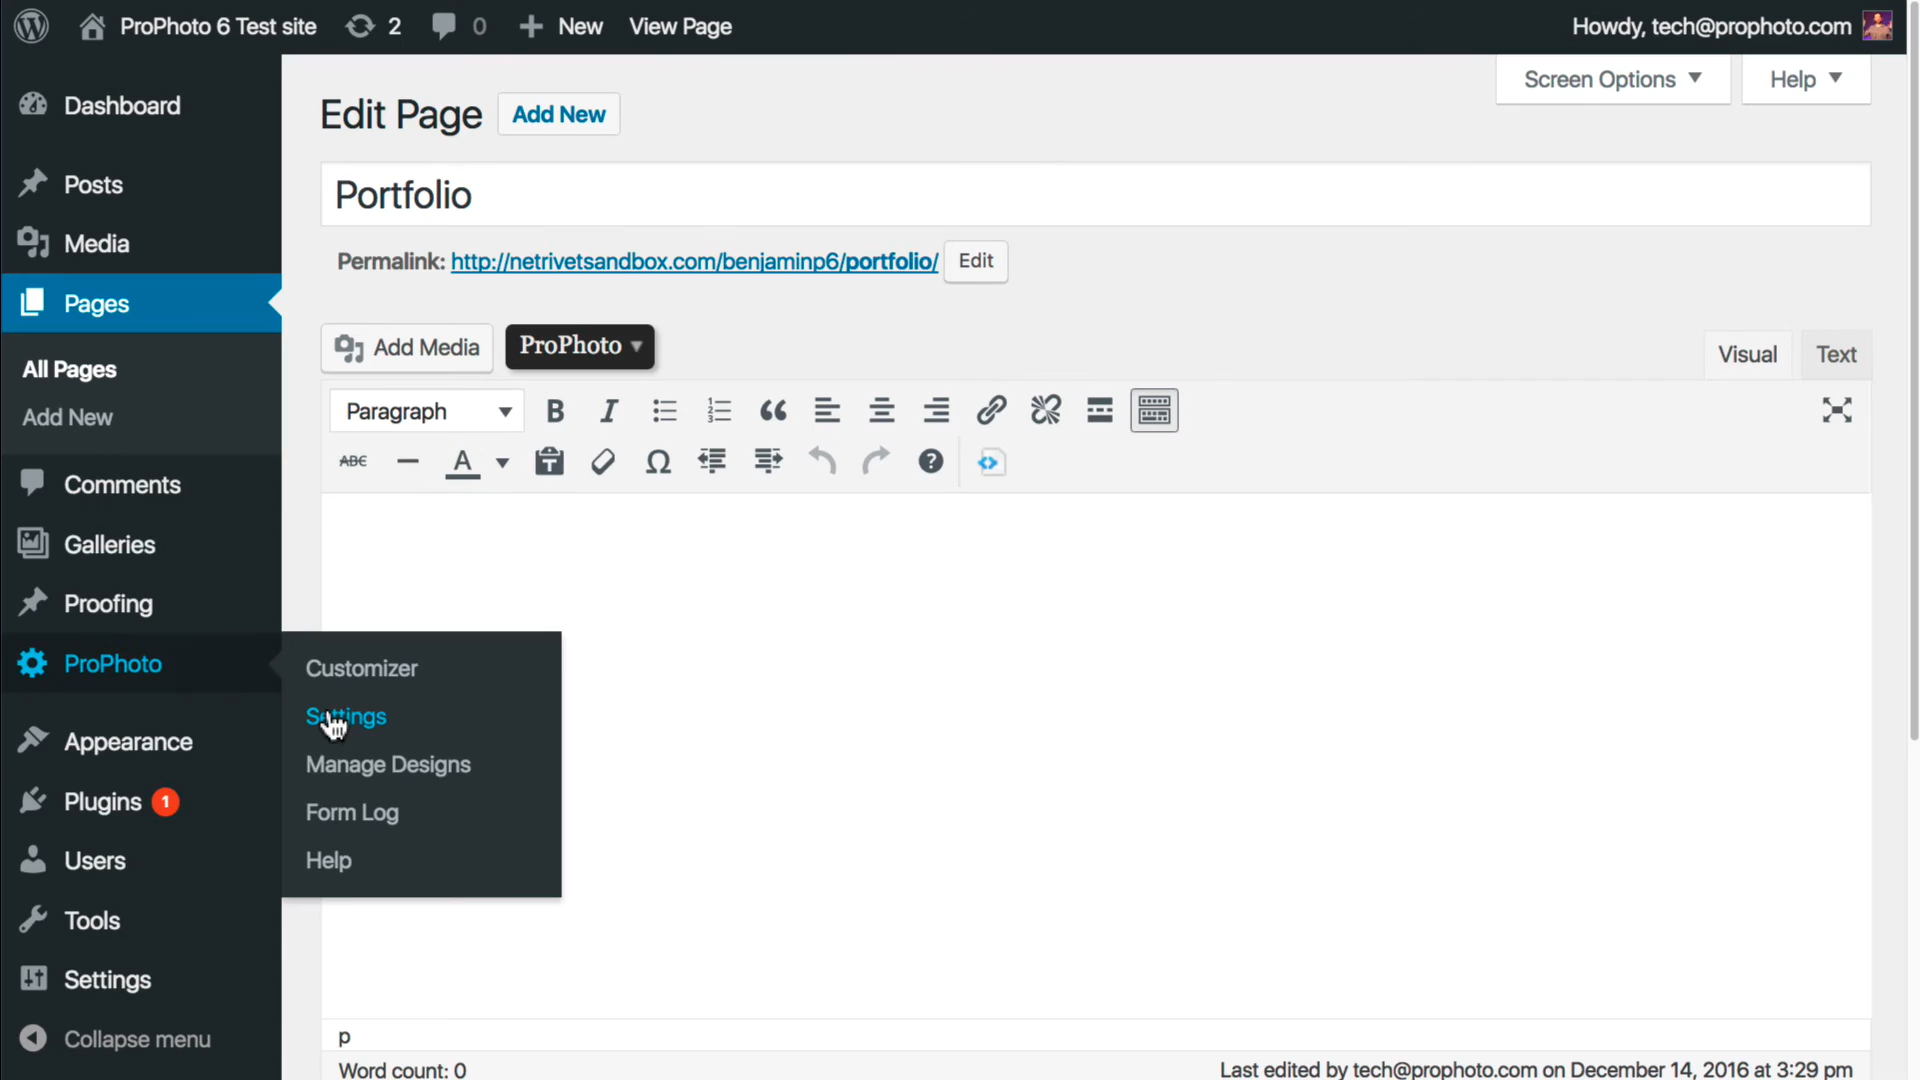 ProPhoto 6 Test site 2 0 New View Page Howdy, tech@prophoto.com
Screen Options Help
Dashboard
Posts
Media
Pages
All Pages
Add New
Comments
Galleries
Proofing
ProPhoto
Appearance
Plugins 1
Users
Tools
Settings
Collapse menu
Customizer
Settings
Manage Designs
Form Log
Help
Edit Page Add New
Portfolio
Permalink: http://netrivetsandbox.com/benjaminp6/portfolio/ Edit
Add Media ProPhoto Visual Text
Paragraph B I
ABC A Ω
p
Word count: 0 Last edited by tech@prophoto.com on December 14, 2016 at 3:29 pm